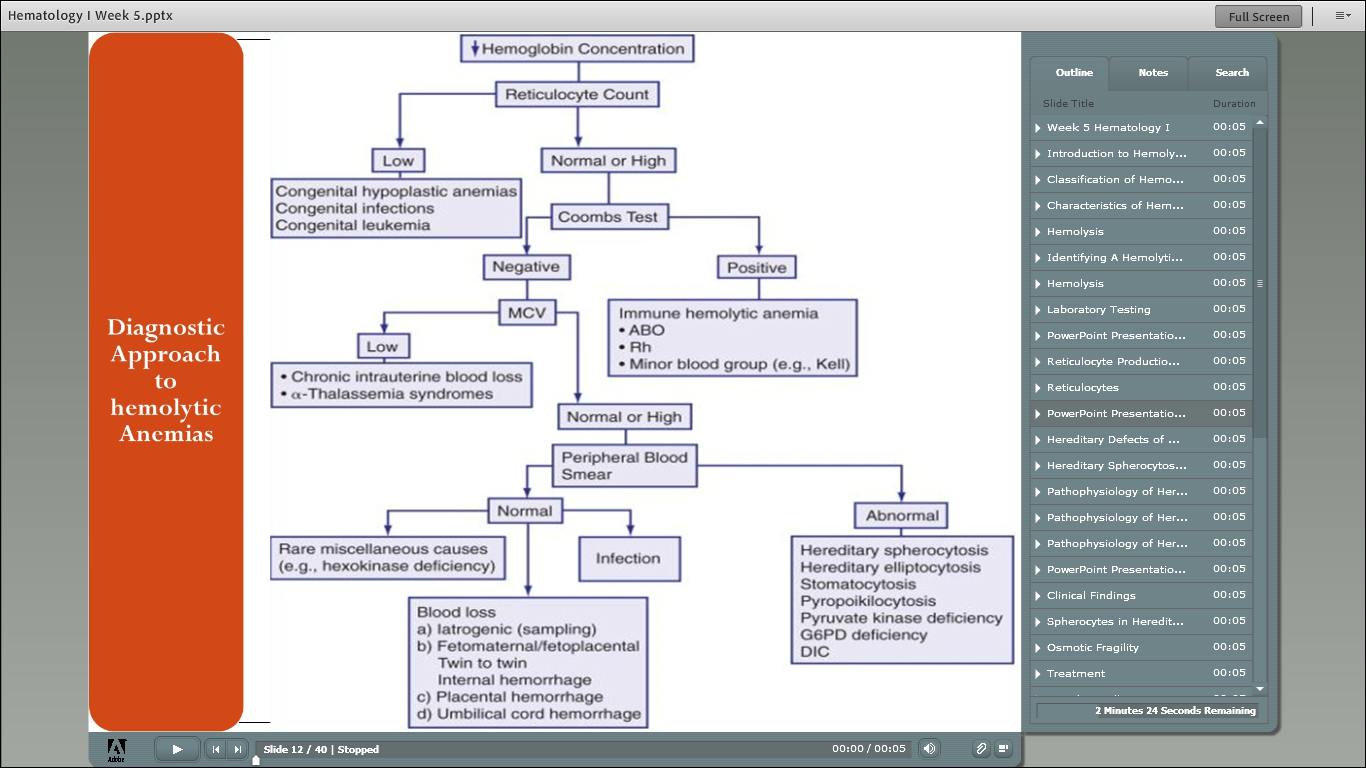 Hematology I Week 5.pptx
Full Screen
Diagnostic
Approach
to
hemolytic
Anemias
Hemoglobin Concentration
Reticulocyte Count
Low
Normal or High
Congenital hypoplastic anemias
Congenital infections
Congenital leukemia
Coombs Test
Negative
Positive
MCV
Immune hemolytic anemia
• ABO
• Rh
• Minor blood group (e.g., Kell)
Low
• Chronic intrauterine blood loss
• α-Thalassemia syndromes
Normal or High
Peripheral Blood
Smear
Normal
Abnormal
Rare miscellaneous causes
(e.g., hexokinase deficiency)
Infection
Hereditary spherocytosis
Hereditary elliptocytosis
Stomatocytosis
Pyropoikilocytosis
Pyruvate kinase deficiency
G6PD deficiency
DIC
Blood loss
a) Iatrogenic (sampling)
b) Fetomaternal/fetoplacental
Twin to twin
Internal hemorrhage
c) Placental hemorrhage
d) Umbilical cord hemorrhage
Outline Notes Search
Slide Title Duration
Week 5 Hematology I 00:05
Introduction to Hemoly... 00:05
Classification of Hemo... 00:05
Characteristics of Hem... 00:05
Hemolysis 00:05
Identifying A Hemolyti... 00:05
Hemolysis 00:05
Laboratory Testing 00:05
PowerPoint Presentatio... 00:05
Reticulocyte Productio... 00:05
Reticulocytes 00:05
PowerPoint Presentatio... 00:05
Hereditary Defects of ... 00:05
Hereditary Spherocytos... 00:05
Pathophysiology of Her... 00:05
Pathophysiology of Her... 00:05
Pathophysiology of Her... 00:05
PowerPoint Presentatio... 00:05
Clinical Findings 00:05
Spherocytes in Heredit... 00:05
Osmotic Fragility 00:05
Treatment 00:05
2 Minutes 24 Seconds Remaining
Adobe
Slide 12 / 40 | Stopped
00:00 / 00:05